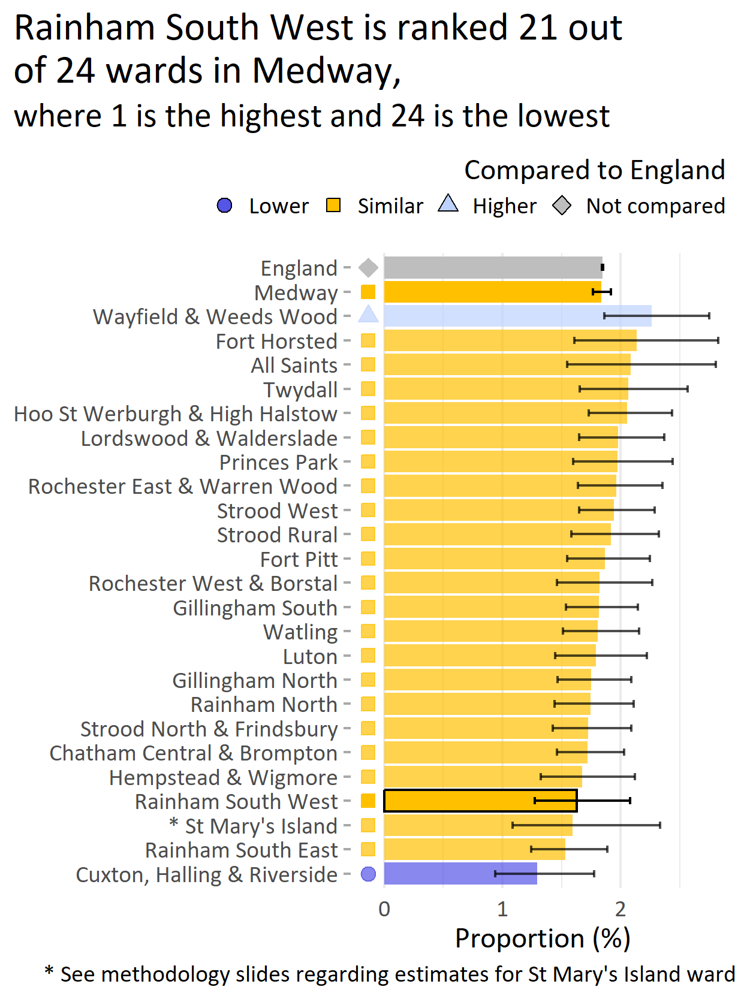 Rainham South West is ranked 21 out
of 24 wards in Medway,
where 1 is the highest and 24 is the lowest
Compared to England
Lower Similar Higher Not compared
England
Medway
Wayfield & Weeds Wood
Fort Horsted
All Saints
Twydall
Hoo St Werburgh & High Halstow
Lordswood & Walderslade
Princes Park
Rochester East & Warren Wood
Strood West
Strood Rural
Fort Pitt
Rochester West & Borstal
Gillingham South
Watling
Luton
Gillingham North
Rainham North
Strood North & Frindsbury
Chatham Central & Brompton
Hempstead & Wigmore
Rainham South West
* St Mary's Island
Rainham South East
Cuxton, Halling & Riverside
0 1 2
Proportion (%)
* See methodology slides regarding estimates for St Mary's Island ward